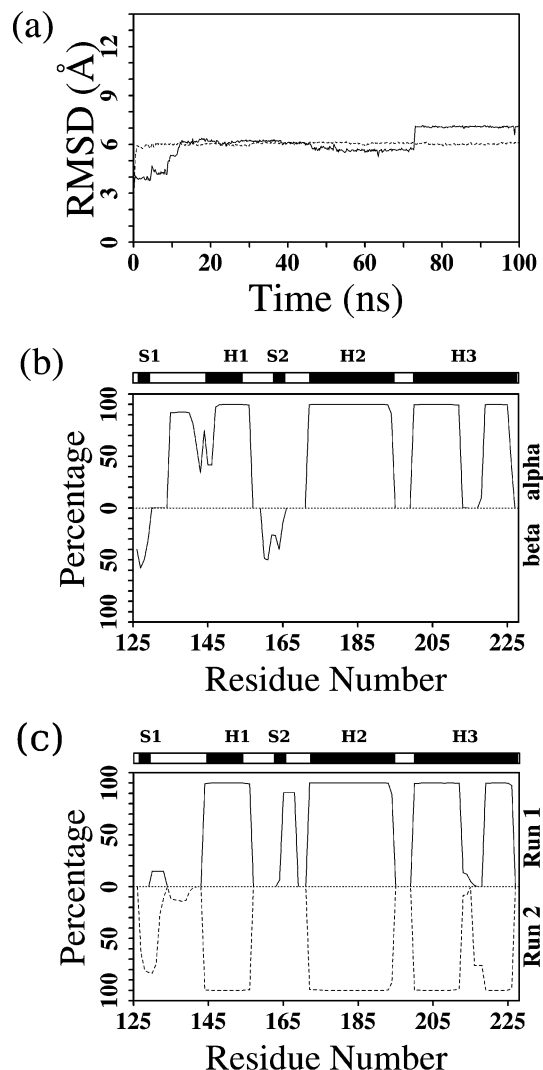 (a)
RMSD (Å)
12
9
6
3
0
0 20 40 60 80 100
Time (ns)
(b)
S1 H1 S2 H2 H3
Percentage
100
50
0
50
100
alpha
beta
125 145 165 185 205 225
Residue Number
(c)
S1 H1 S2 H2 H3
Percentage
100
50
0
50
100
Run 1
Run 2
125 145 165 185 205 225
Residue Number